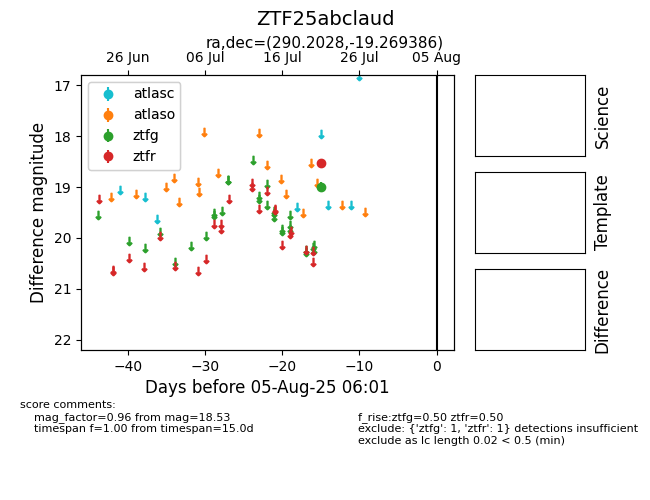 ZTF25abclaud
ra,dec=(290.2028,-19.269386)
26 Jun 06 Jul 16 Jul 26 Jul 05 Aug
17
18
19
20
21
22
Difference magnitude
atlasc
atlaso
ztfg
ztfr
−40 −30 −20 −10 0
Days before 05-Aug-25 06:01
Science
Template
Difference
score comments:
mag_factor=0.96 from mag=18.53
timespan f=1.00 from timespan=15.0d
f_rise:ztfg=0.50 ztfr=0.50
exclude: {'ztfg': 1, 'ztfr': 1} detections insufficient
exclude as lc length 0.02 < 0.5 (min)